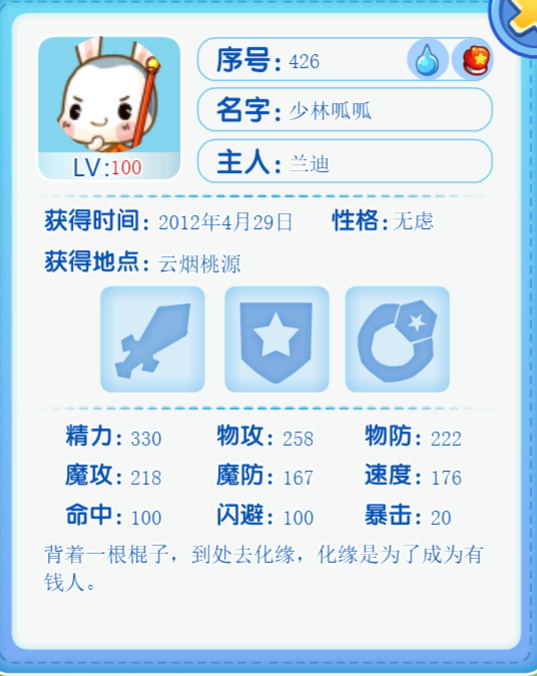 序号: 426
名字: 少林呱呱
主人: 兰迪
LV:100
获得时间: 2012年4月29日 性格: 无虑
获得地点: 云烟桃源
精力: 330 物攻: 258 物防: 222
魔攻: 218 魔防: 167 速度: 176
命中: 100 闪避: 100 暴击: 20
背着一根棍子，到处去化缘，化缘是为了成为有
钱人。